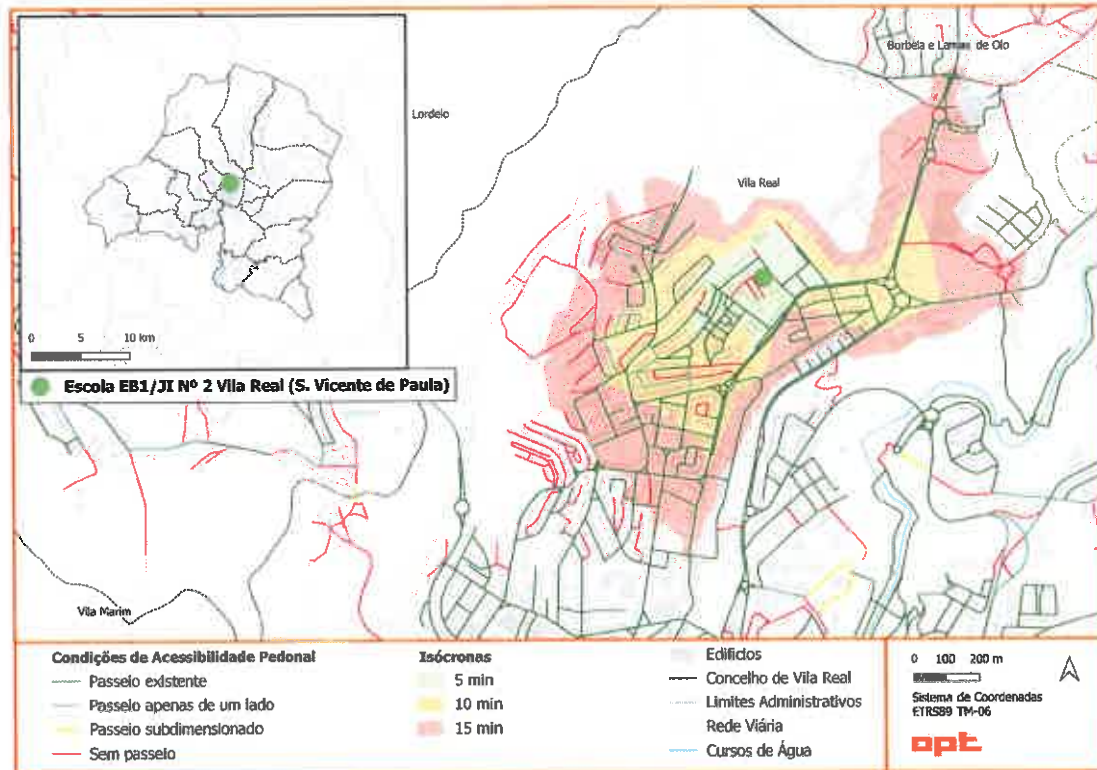 Borbela e Lamas de Olo
Lordelo
Vila Real
0 5 10 km
Escola EB1/JI Nº 2 Vila Real (S. Vicente de Paula)
Vila Marim
Condições de Acessibilidade Pedonal
Passeio existente
Passeio apenas de um lado
Passeio subdimensionado
Sem passeio
Isócronas
5 min
10 min
15 min
Edifícios
Concelho de Vila Real
Limites Administrativos
Rede Viária
Cursos de Água
0 100 200 m
Sistema de Coordenadas
ETRS89 TM-06
opt